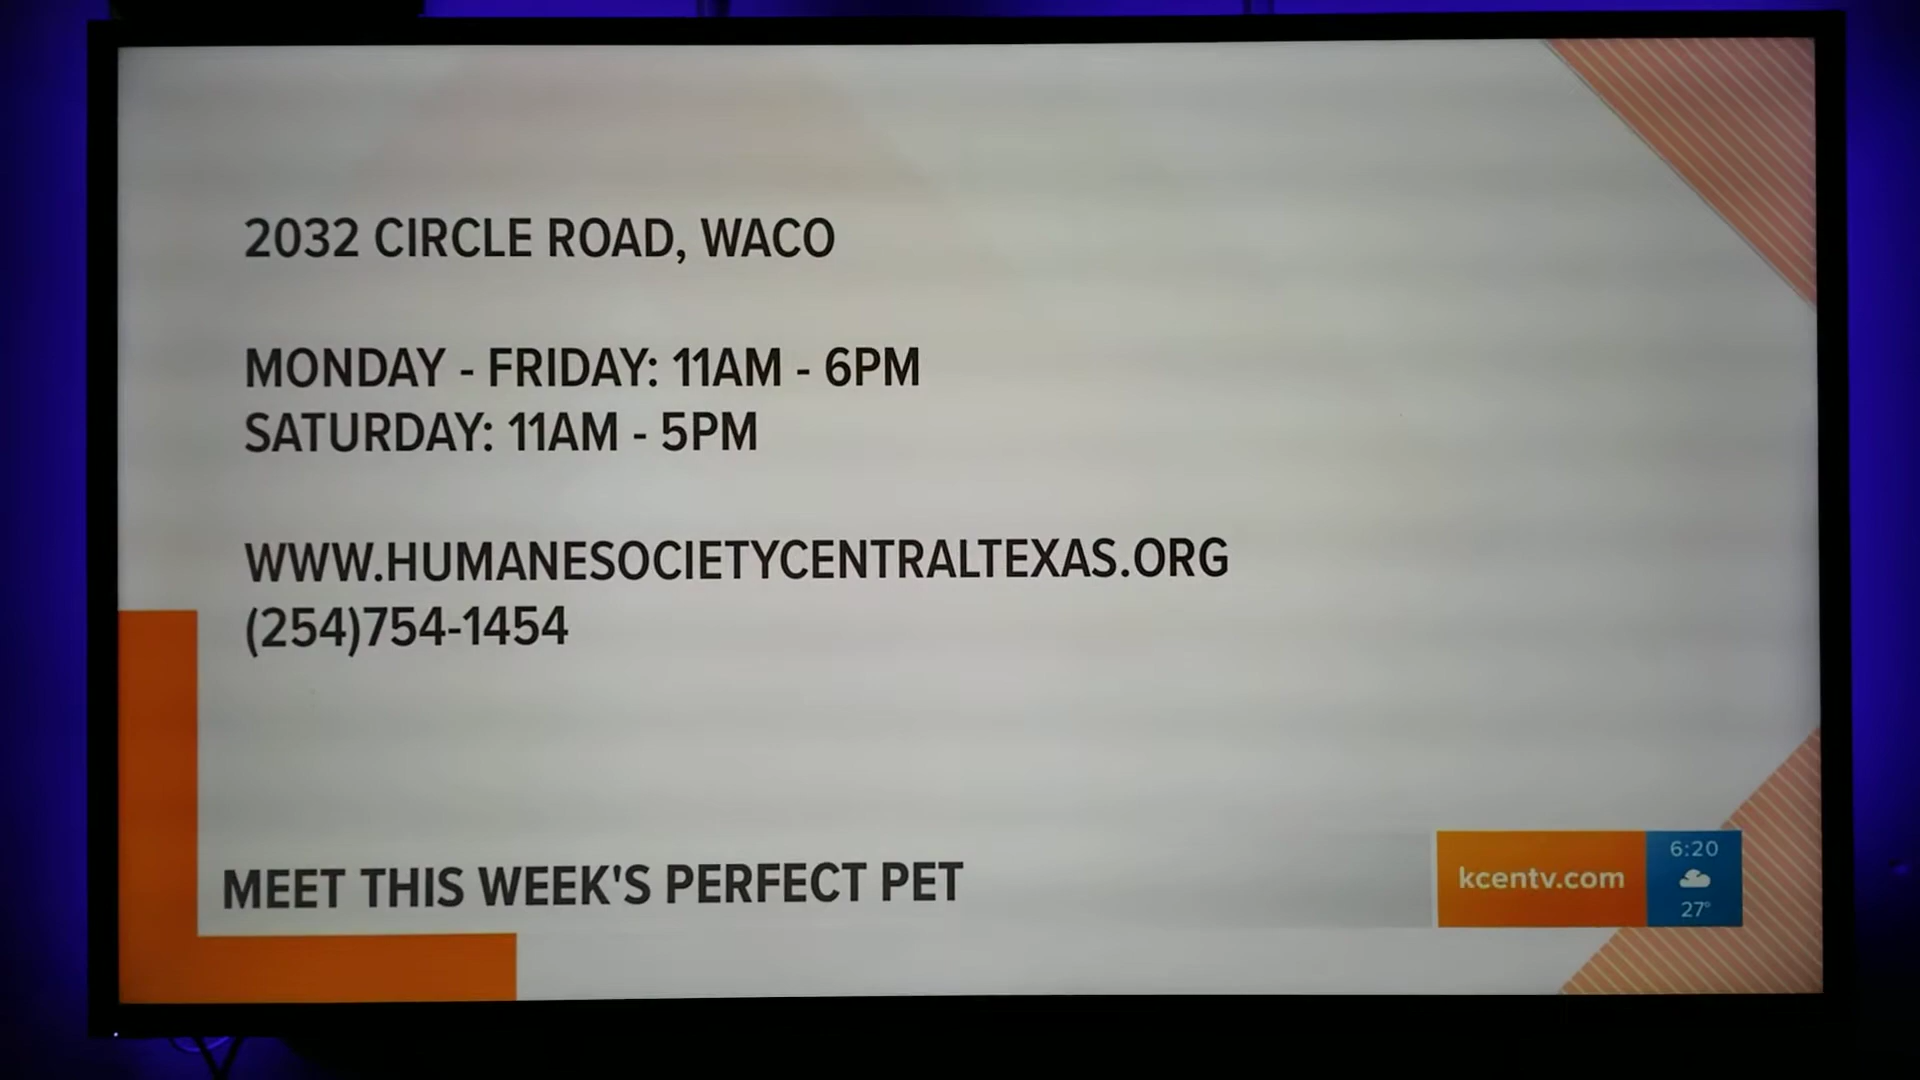 2032 CIRCLE ROAD, WACO
MONDAY - FRIDAY: 11AM - 6PM
SATURDAY: 11AM - 5PM
WWW.HUMANESOCIETYCENTRALTEXAS.ORG
(254)754-1454
MEET THIS WEEK'S PERFECT PET
kcentv.com
6:20
27°